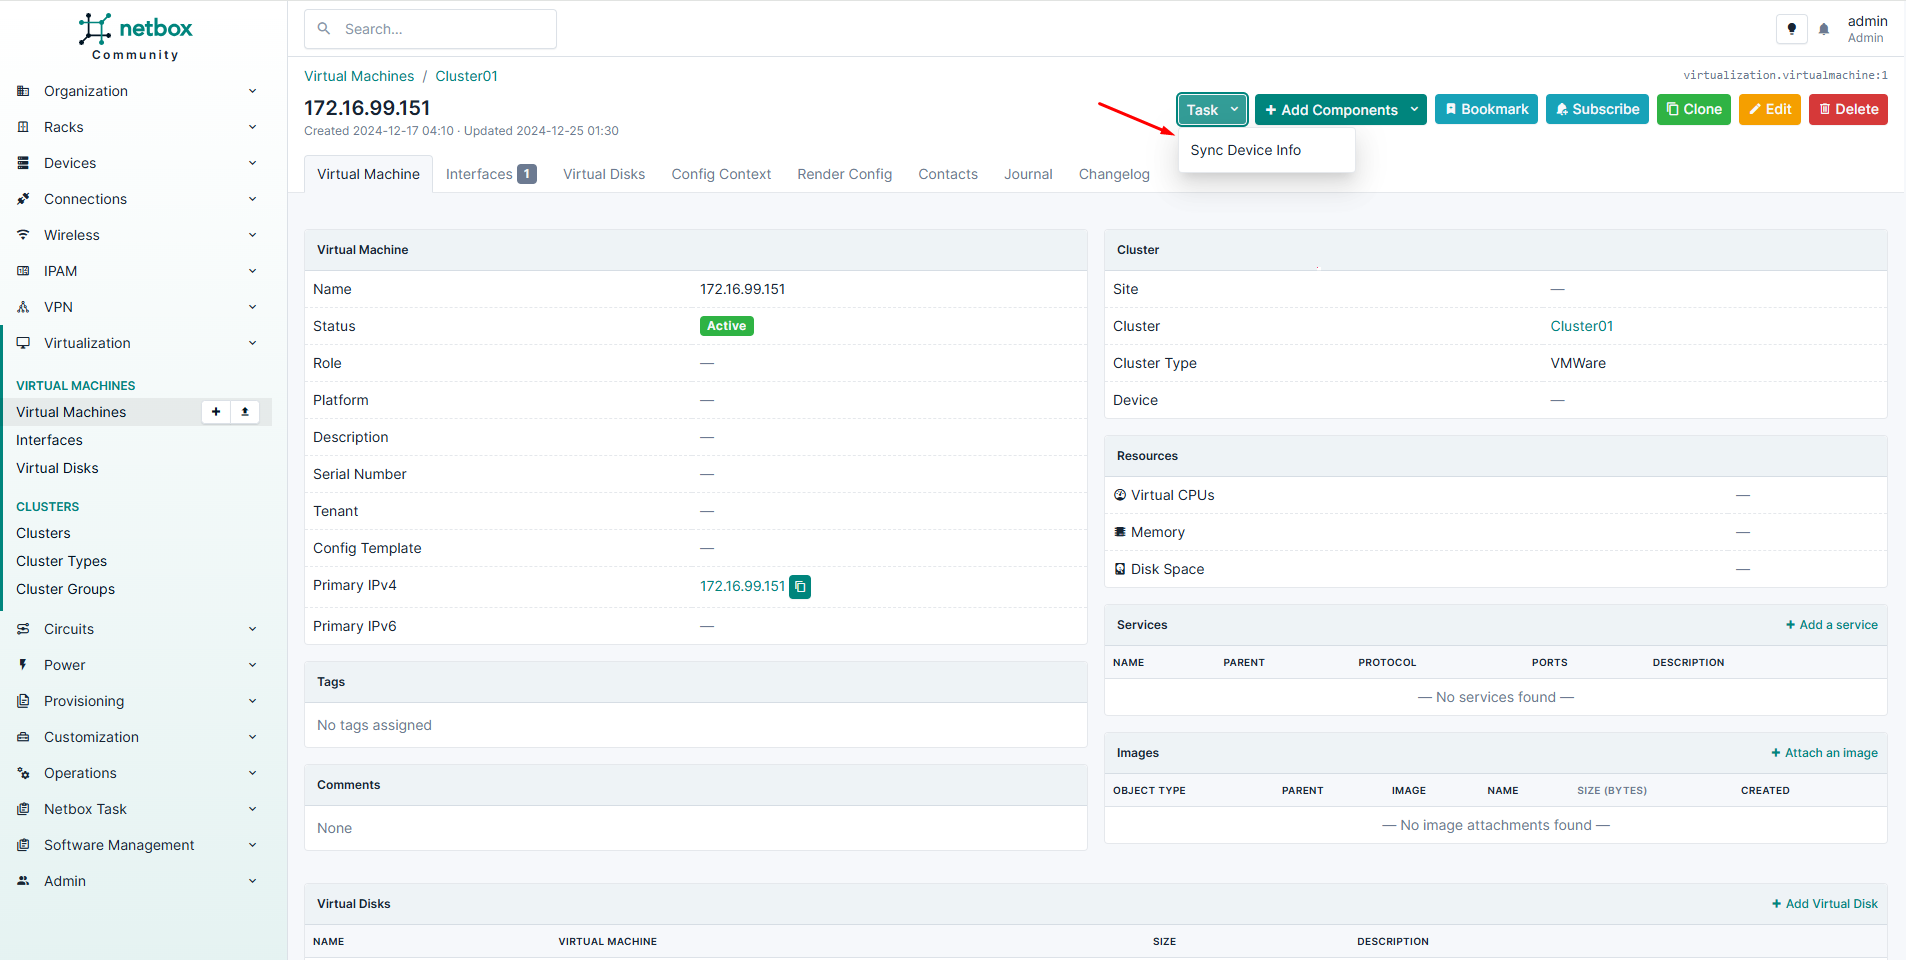 netbox
Community
Search...
admin
Admin
Organization
Racks
Devices
Connections
Wireless
IPAM
VPN
Virtualization
VIRTUAL MACHINES
Virtual Machines
Interfaces
Virtual Disks
CLUSTERS
Clusters
Cluster Types
Cluster Groups
Circuits
Power
Provisioning
Customization
Operations
Netbox Task
Software Management
Admin
Virtual Machines / Cluster01
virtualization.virtualmachine:1
172.16.99.151
Created 2024-12-17 04:10 · Updated 2024-12-25 01:30
Task + Add Components Bookmark Subscribe Clone Edit Delete
Sync Device Info
Virtual Machine Interfaces 1 Virtual Disks Config Context Render Config Contacts Journal Changelog
Virtual Machine
Name 172.16.99.151
Status Active
Role —
Platform —
Description —
Serial Number —
Tenant —
Config Template —
Primary IPv4 172.16.99.151
Primary IPv6 —
Tags
No tags assigned
Comments
None
Cluster
Site —
Cluster Cluster01
Cluster Type VMWare
Device —
Resources
Virtual CPUs —
Memory —
Disk Space —
Services + Add a service
NAME PARENT PROTOCOL PORTS DESCRIPTION
— No services found —
Images + Attach an image
OBJECT TYPE PARENT IMAGE NAME SIZE (BYTES) CREATED
— No image attachments found —
Virtual Disks + Add Virtual Disk
NAME VIRTUAL MACHINE SIZE DESCRIPTION